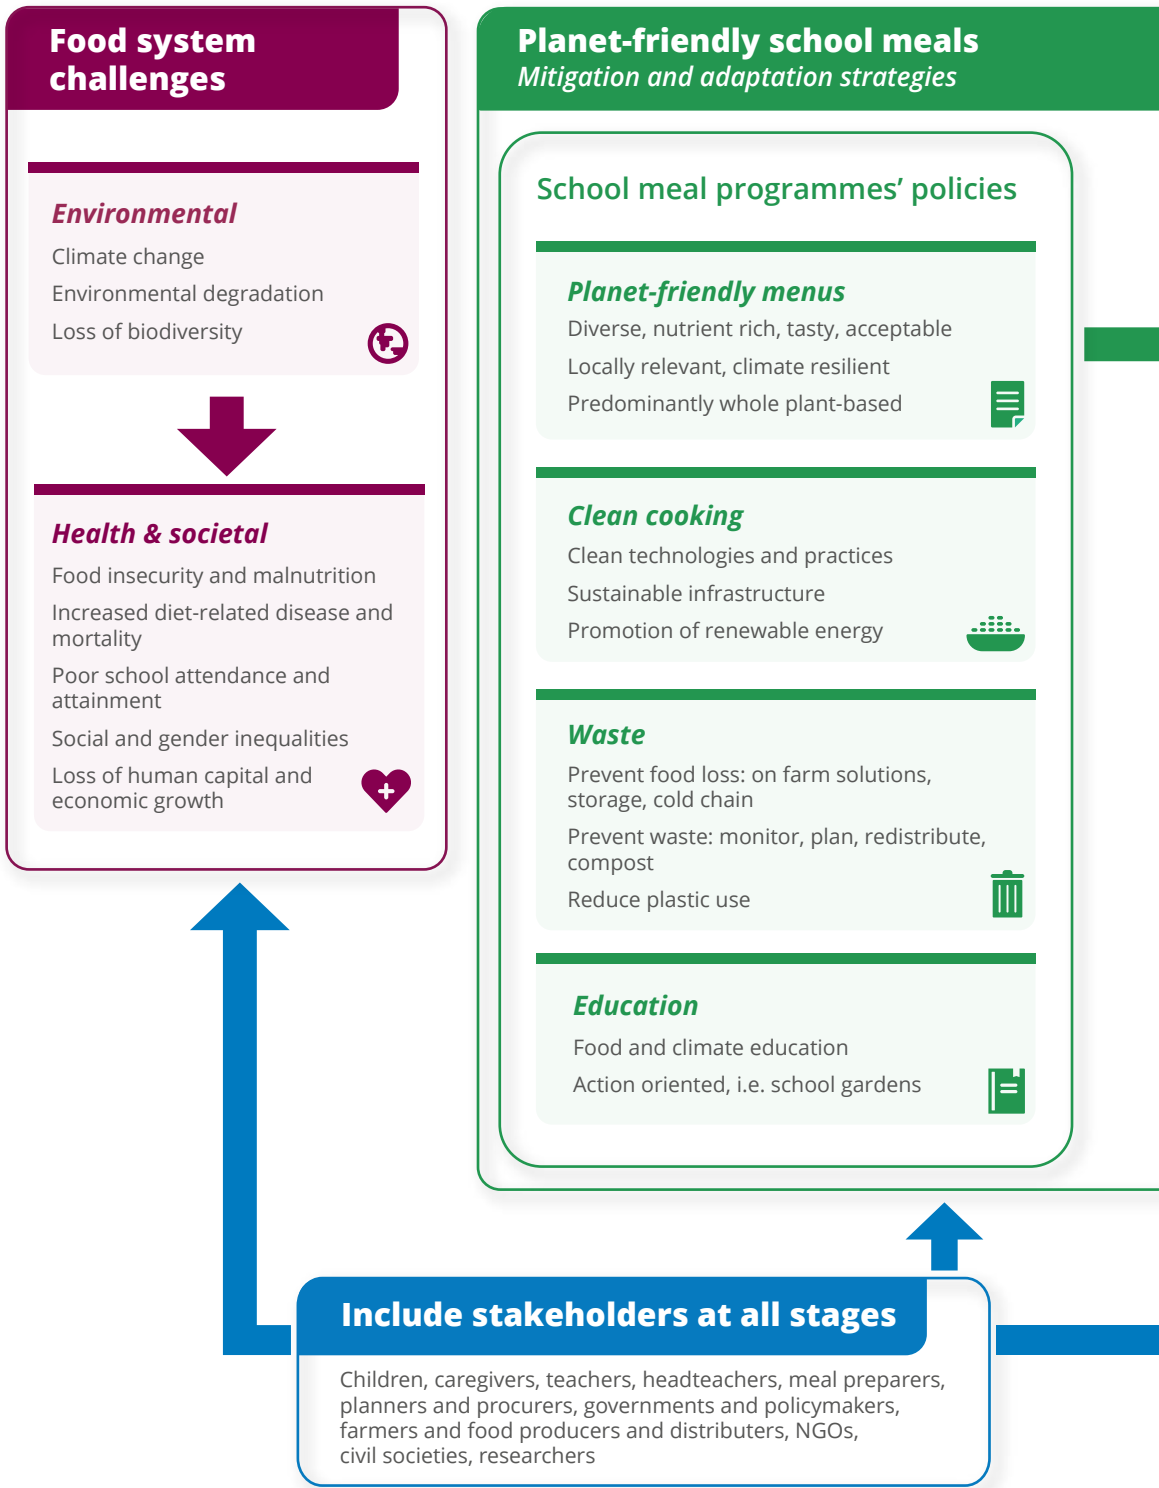 Food system
challenges
Environmental
Climate change
Environmental degradation
Loss of biodiversity
Health & societal
Food insecurity and malnutrition
Increased diet-related disease and
mortality
Poor school attendance and
attainment
Social and gender inequalities
Loss of human capital and
economic growth
Planet-friendly school meals
Mitigation and adaptation strategies
School meal programmes’ policies
Planet-friendly menus
Diverse, nutrient rich, tasty, acceptable
Locally relevant, climate resilient
Predominantly whole plant-based
Clean cooking
Clean technologies and practices
Sustainable infrastructure
Promotion of renewable energy
Waste
Prevent food loss: on farm solutions,
storage, cold chain
Prevent waste: monitor, plan, redistribute,
compost
Reduce plastic use
Education
Food and climate education
Action oriented, i.e. school gardens
Include stakeholders at all stages
Children, caregivers, teachers, headteachers, meal preparers,
planners and procurers, governments and policymakers,
farmers and food producers and distributers, NGOs,
civil societies, researchers